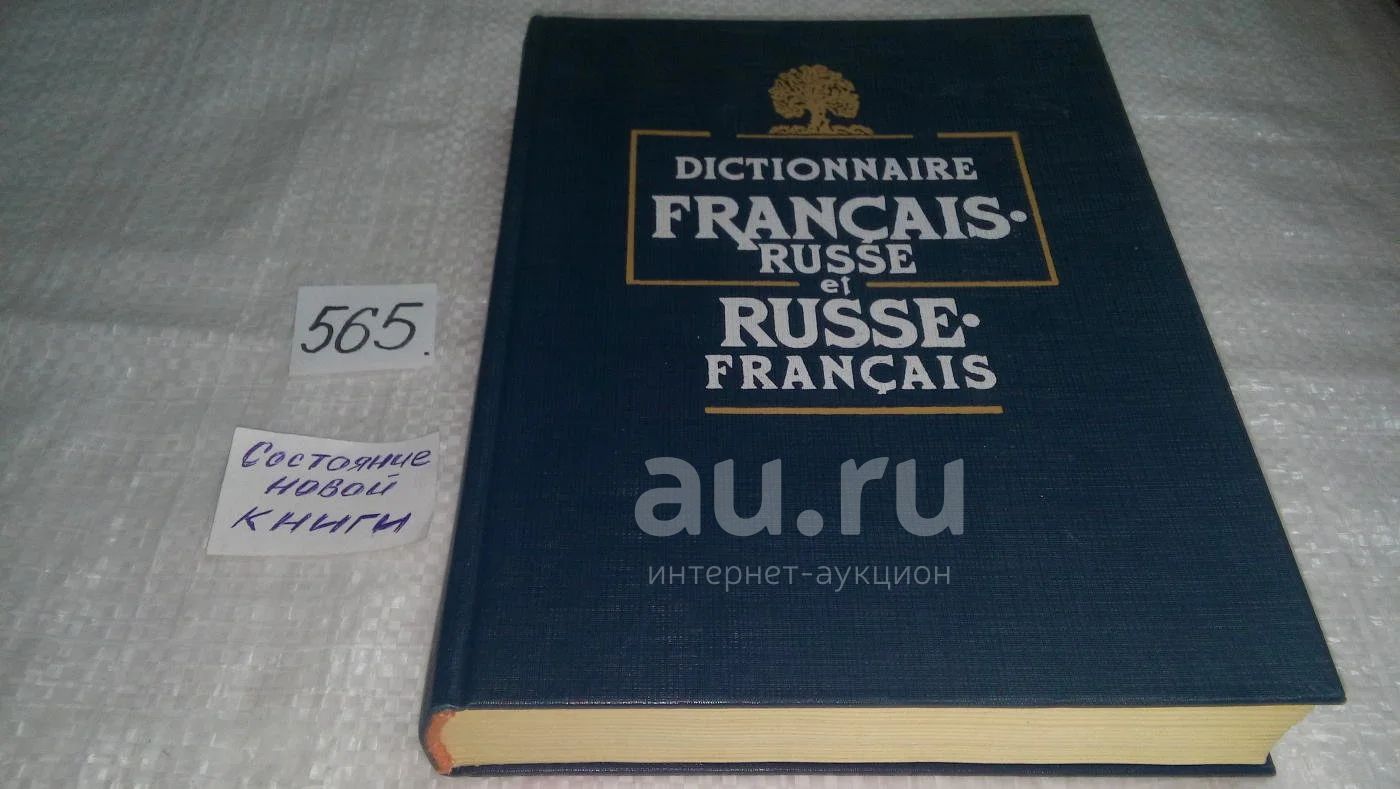 DICTIONNAIRE
FRANÇAIS·
RUSSE
et
RUSSE·
FRANÇAIS
565.
Состояние
новой
книги
au.ru
интернет-аукцион